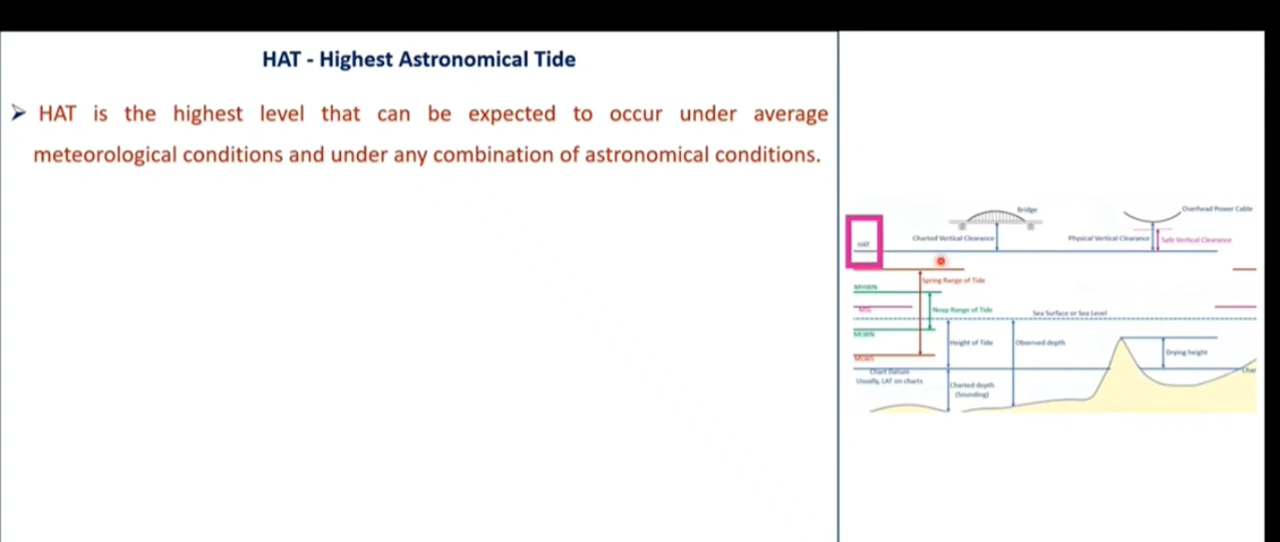 HAT - Highest Astronomical Tide
➢ HAT is the highest level that can be expected to occur under average
meteorological conditions and under any combination of astronomical conditions.
Bridge
Overhead Power Cable
HAT
Charted Vertical Clearance
Physical Vertical Clearance
Safe Vertical Clearance
Spring Range of Tide
MHWN
MSL
Neap Range of Tide
Sea Surface or Sea Level
MLWN
Height of Tide
Observed depth
Drying height
MLWS
Chart Datum
Usually, LAT on charts
Charted depth
(Sounding)